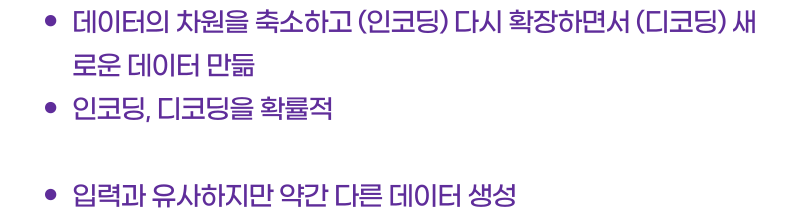 • 데이터의 차원을 축소하고 (인코딩) 다시 확장하면서 (디코딩) 새
로운 데이터 만듦
• 인코딩, 디코딩을 확률적
• 입력과 유사하지만 약간 다른 데이터 생성